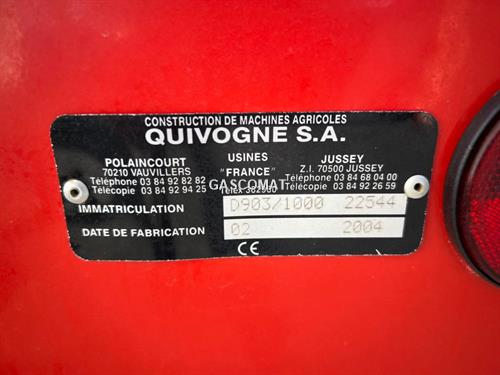 CONSTRUCTION DE MACHINES AGRICOLES
QUIVOGNE S.A.
POLAINCOURT USINES JUSSEY
70210 VAUVILLERS "FRANCE" Z.I. 70500 JUSSEY
Téléphone 03 84 92 82 82 Téléphone 03 84 68 04 00
Télécopie 03 84 92 94 25 Télex 362960 Télécopie 03 84 92 26 59
GASCOMAT
IMMATRICULATION D903/1000 22544
DATE DE FABRICATION 02 2004
CE